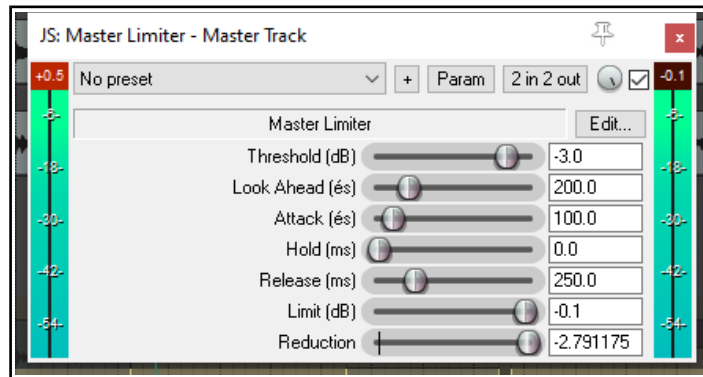 JS: Master Limiter - Master Track
x
+0.5 No preset + Param 2 in 2 out -0.1
Master Limiter Edit...
Threshold (dB) -3.0
Look Ahead (és) 200.0
Attack (és) 100.0
Hold (ms) 0.0
Release (ms) 250.0
Limit (dB) -0.1
Reduction -2.791175
-6-
-18-
-30-
-42-
-54-
-6-
-18-
-30-
-42-
-54-